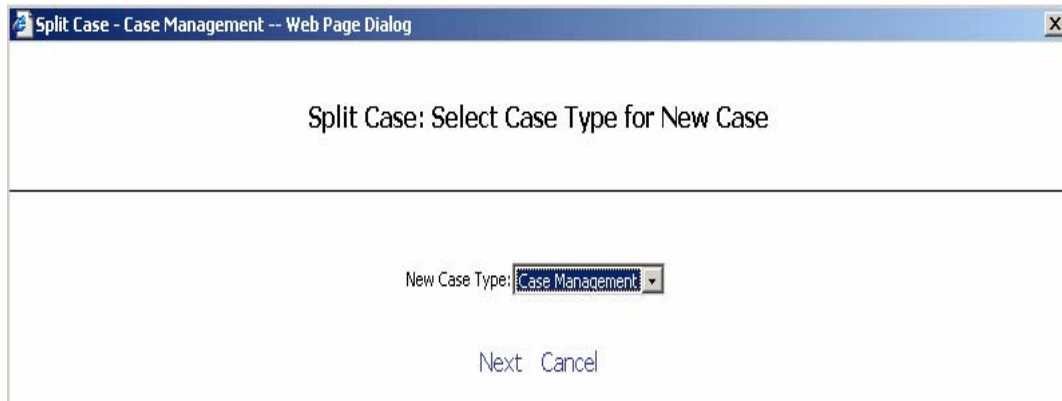 Split Case - Case Management -- Web Page Dialog
Split Case: Select Case Type for New Case
New Case Type: Case Management
Next Cancel